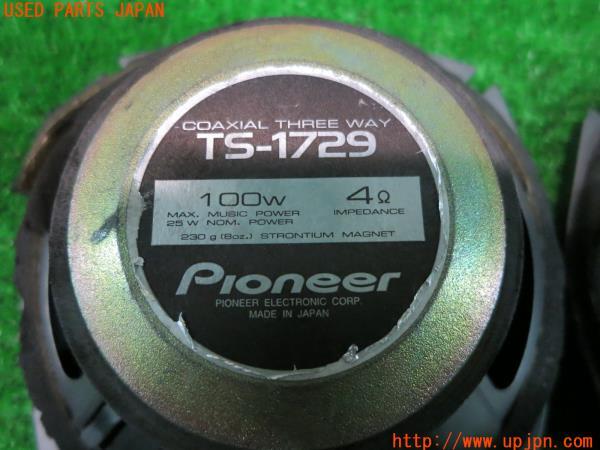 USED PARTS JAPAN
COAXIAL THREE WAY
TS-1729
100W
MAX. MUSIC POWER
25W NOM. POWER
4Ω
IMPEDANCE
230 g (8oz.) STRONTIUM MAGNET
Pioneer
PIONEER ELECTRONIC CORP.
MADE IN JAPAN
http://www.upjpn.com/